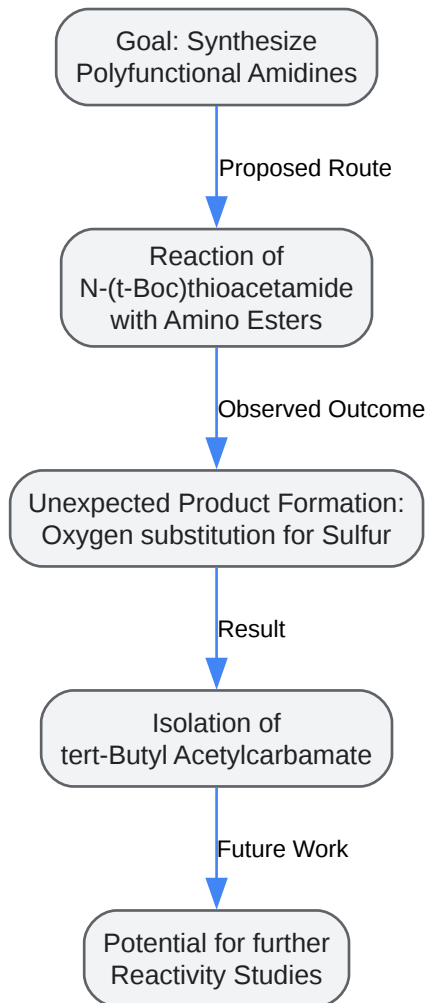 Goal: Synthesize
Polyfunctional Amidines
Proposed Route
Reaction of
N-(t-Boc)thioacetamide
with Amino Esters
Observed Outcome
Unexpected Product Formation:
Oxygen substitution for Sulfur
Result
Isolation of
tert-Butyl Acetylcarbamate
Future Work
Potential for further
Reactivity Studies